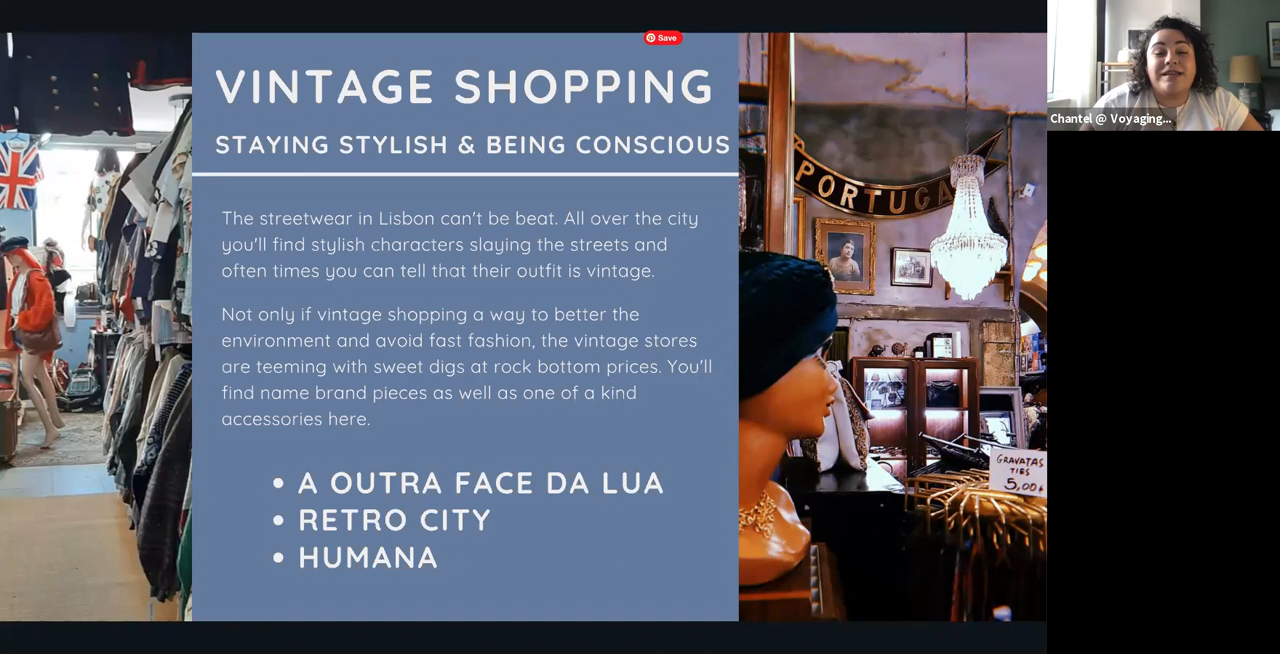 Save
VINTAGE SHOPPING
STAYING STYLISH & BEING CONSCIOUS
The streetwear in Lisbon can't be beat. All over the city
you'll find stylish characters slaying the streets and
often times you can tell that their outfit is vintage.
Not only if vintage shopping a way to better the
environment and avoid fast fashion, the vintage stores
are teeming with sweet digs at rock bottom prices. You'll
find name brand pieces as well as one of a kind
accessories here.
• A OUTRA FACE DA LUA
• RETRO CITY
• HUMANA
PORTUGA
GRAVATAS
TIES
5,00€
Chantel @ Voyaging...